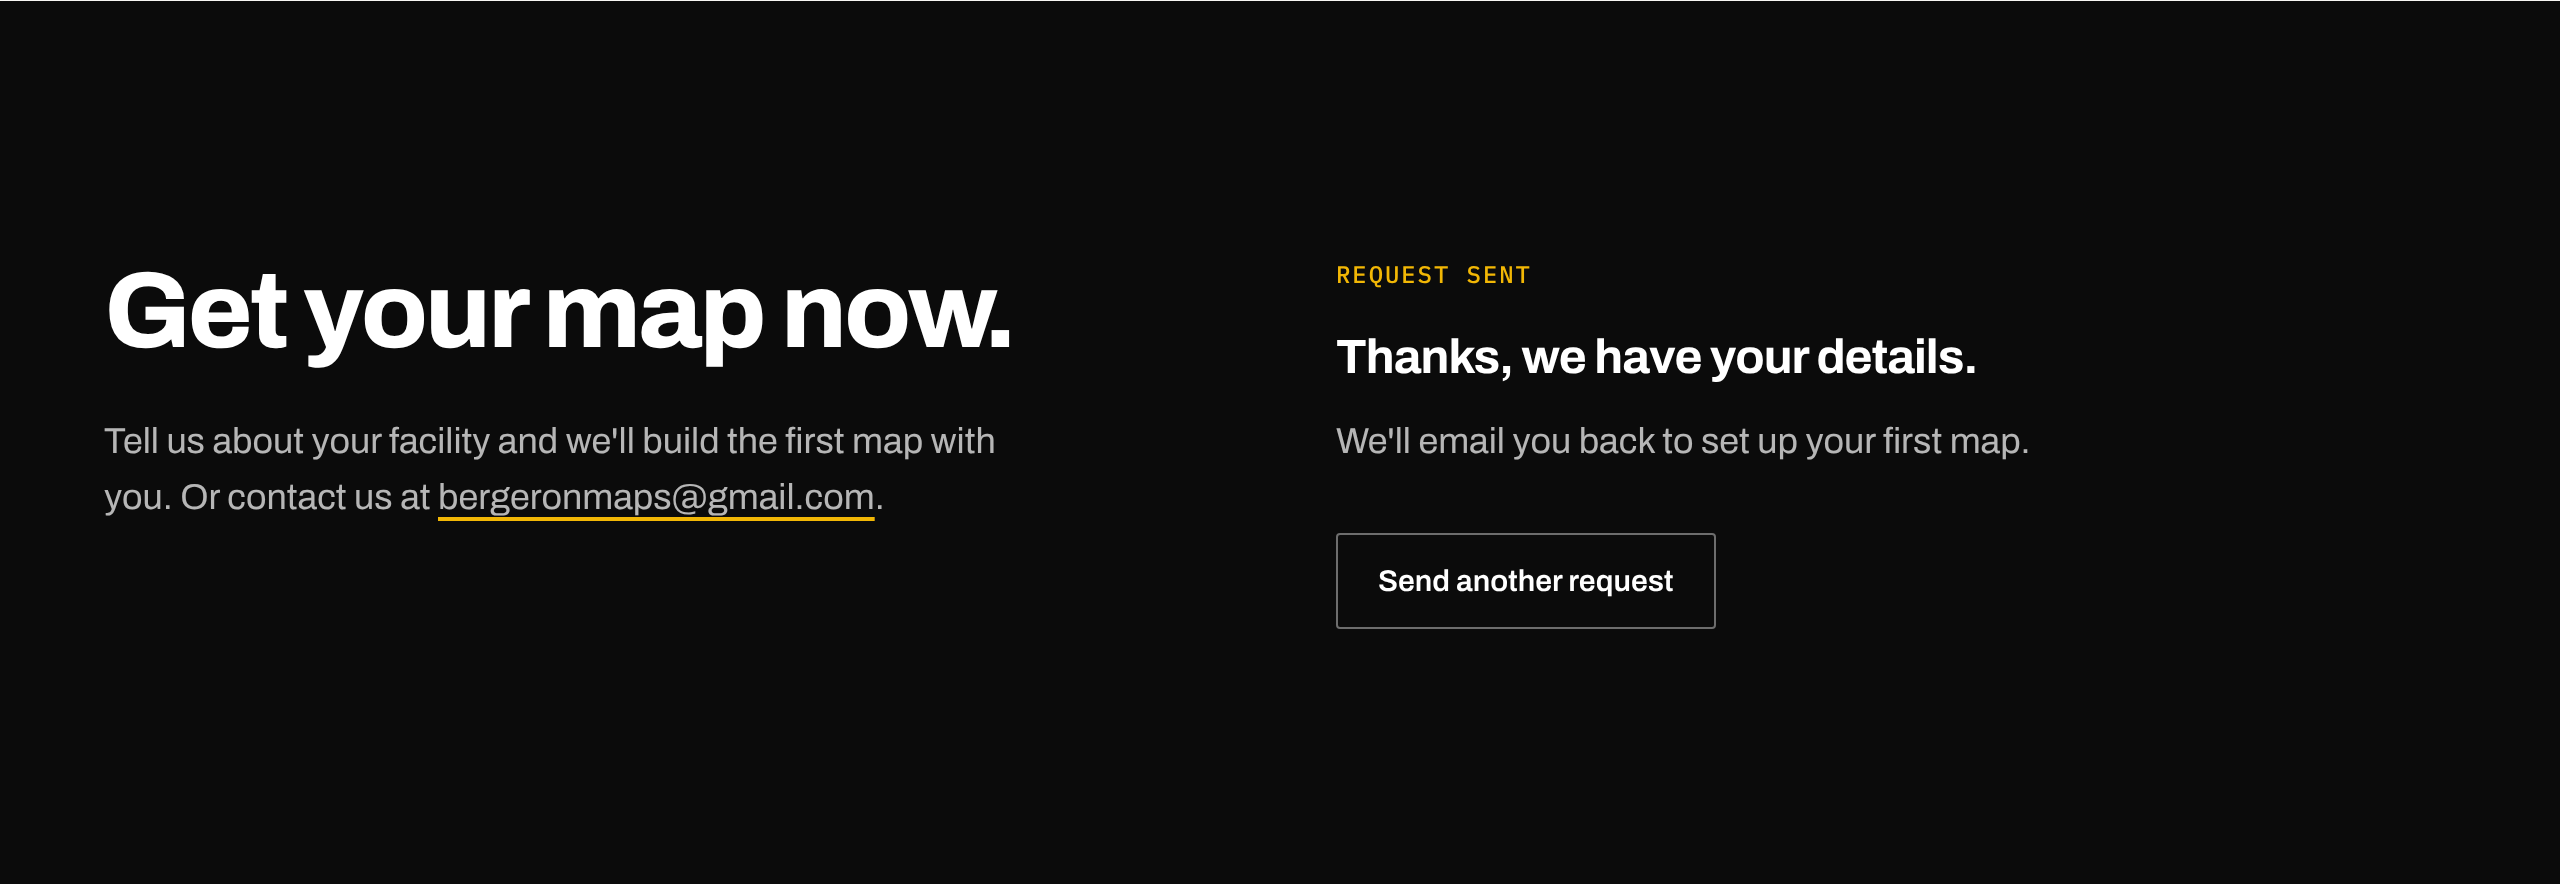 Get your map now.
Tell us about your facility and we'll build the first map with
you. Or contact us at bergeronmaps@gmail.com.
REQUEST SENT
Thanks, we have your details.
We'll email you back to set up your first map.
Send another request